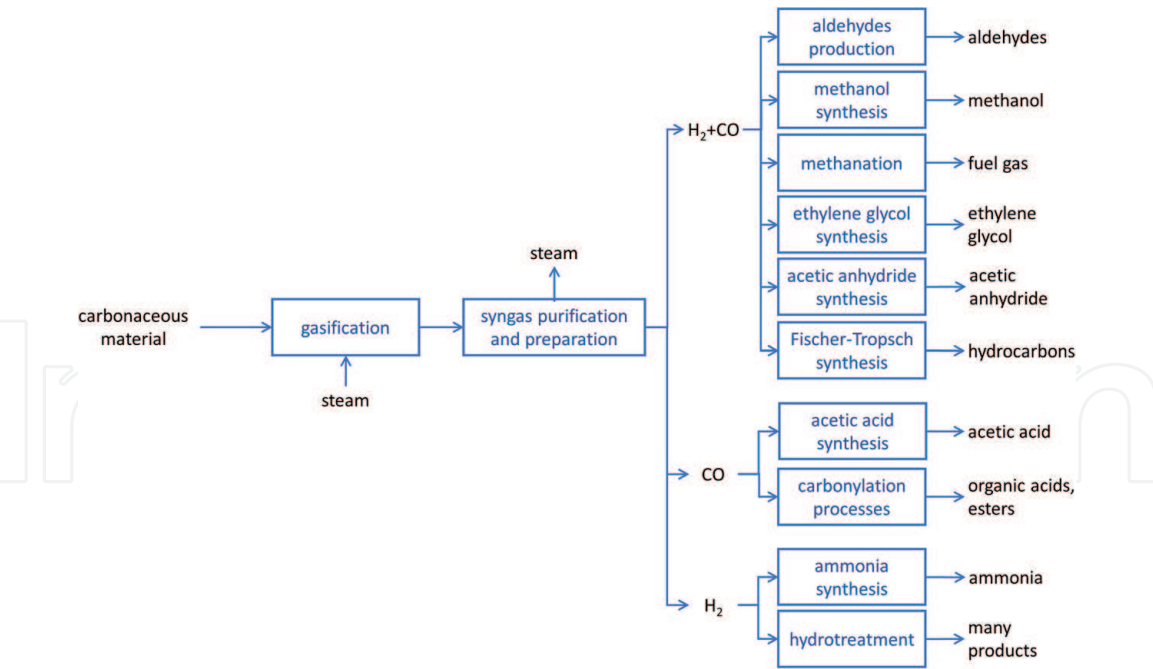 carbonaceous
material
gasification
steam
steam
syngas purification
and preparation
H₂+CO
aldehydes
production
aldehydes
methanol
synthesis
methanol
methanation
fuel gas
ethylene glycol
synthesis
ethylene
glycol
acetic anhydride
synthesis
acetic
anhydride
Fischer-Tropsch
synthesis
hydrocarbons
CO
acetic acid
synthesis
acetic acid
carbonylation
processes
organic acids,
esters
H₂
ammonia
synthesis
ammonia
hydrotreatment
many
products